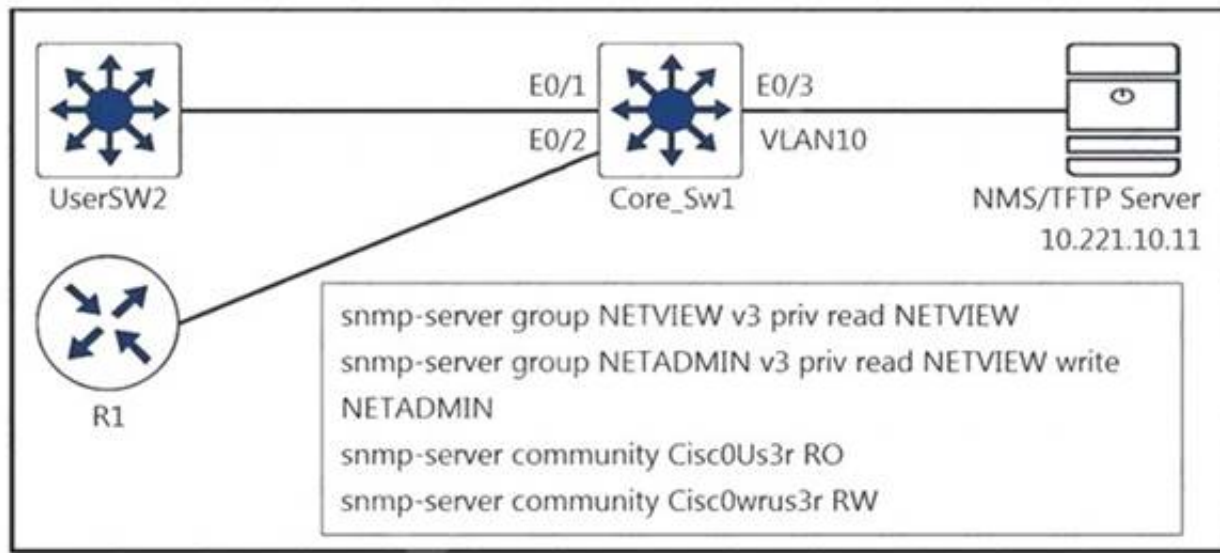 E0/1
E0/3
E0/2
VLAN10
UserSW2
Core_Sw1
NMS/TFTP Server
10.221.10.11
R1
snmp-server group NETVIEW v3 priv read NETVIEW
snmp-server group NETADMIN v3 priv read NETVIEW write
NETADMIN
snmp-server community Cisc0Us3r RO
snmp-server community Cisc0wrus3r RW